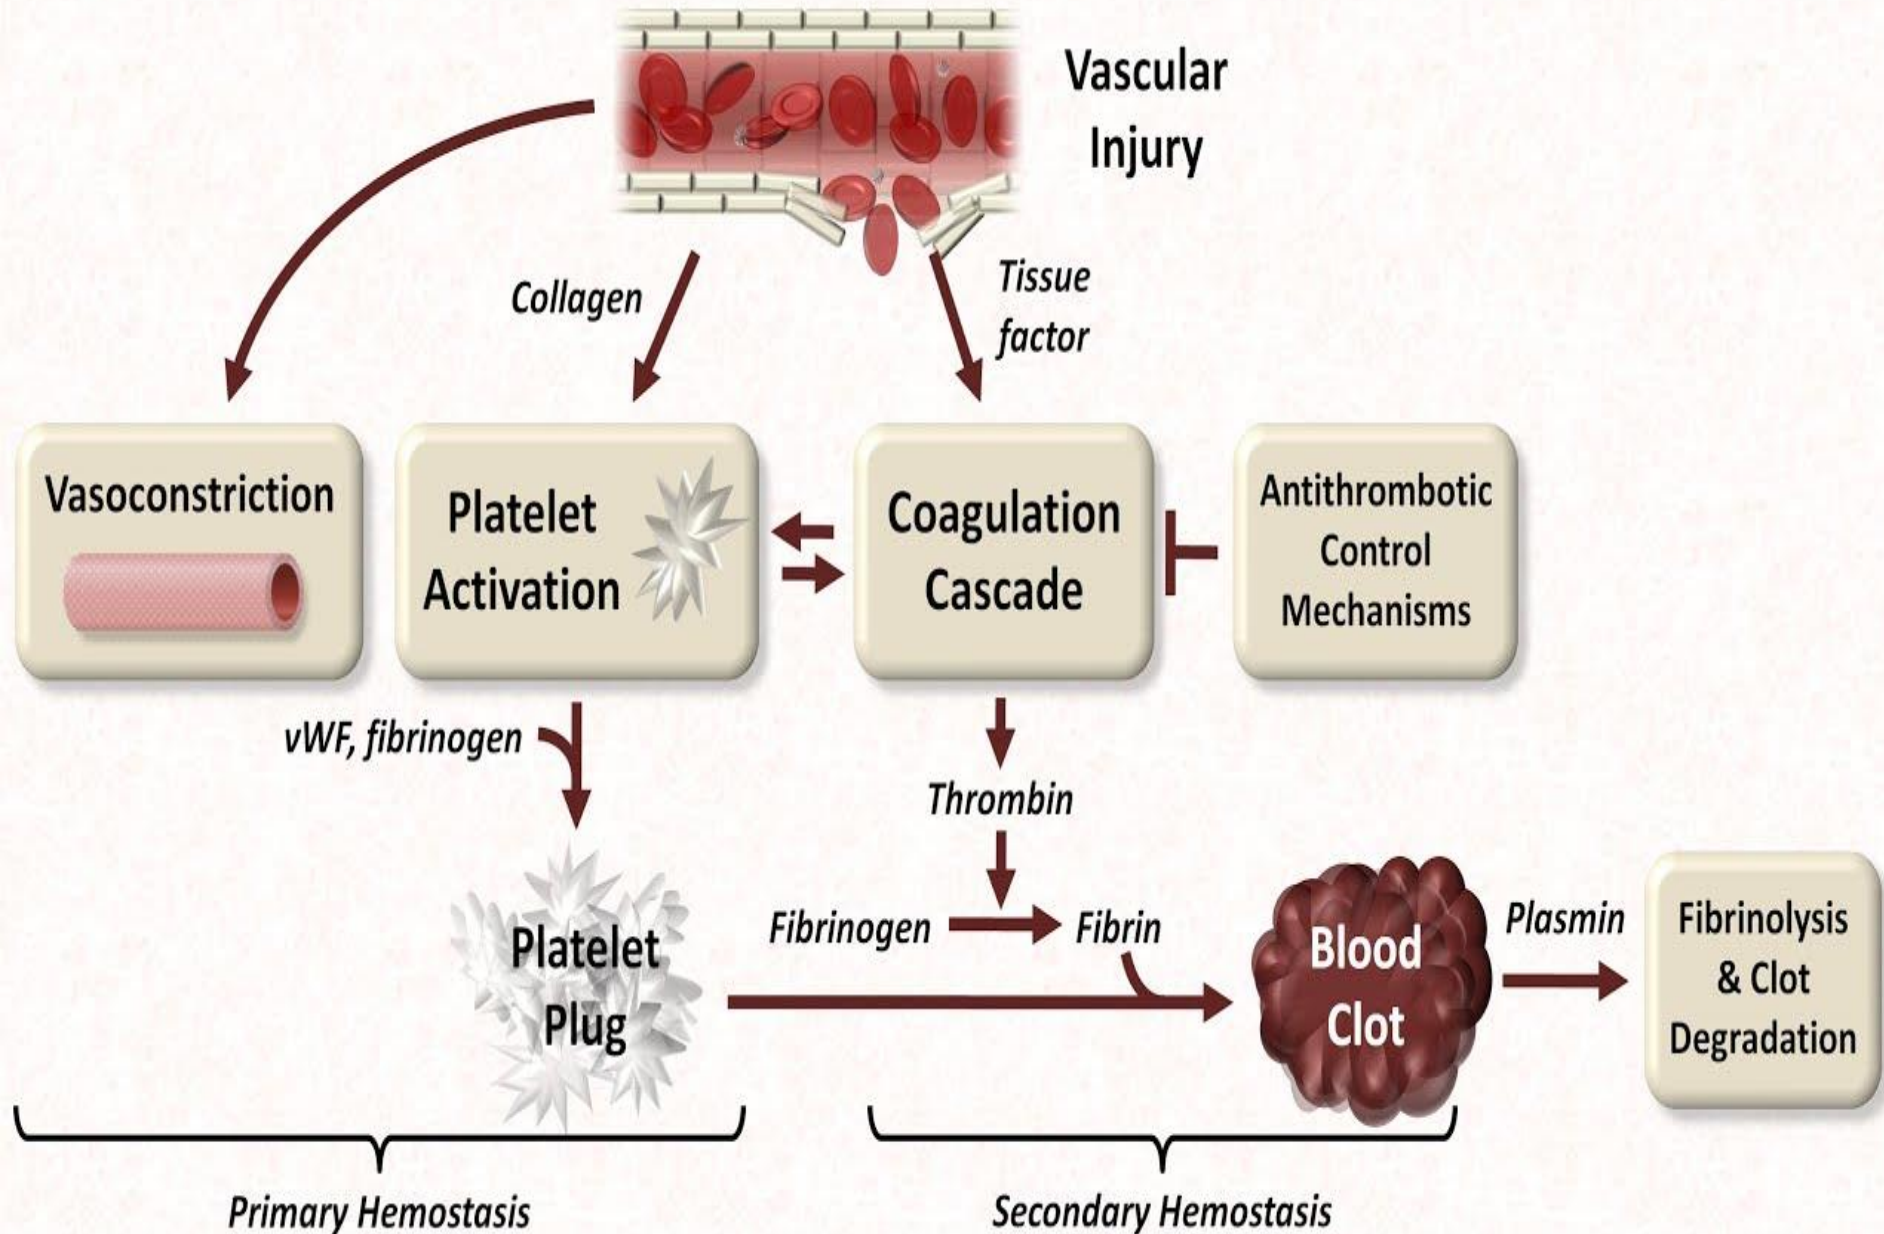 Vascular
Injury
Collagen
Tissue
factor
Vasoconstriction
Platelet
Activation
Coagulation
Cascade
Antithrombotic
Control
Mechanisms
vWF, fibrinogen
Thrombin
Platelet
Plug
Fibrinogen
Fibrin
Blood
Clot
Plasmin
Fibrinolysis
& Clot
Degradation
Primary Hemostasis
Secondary Hemostasis